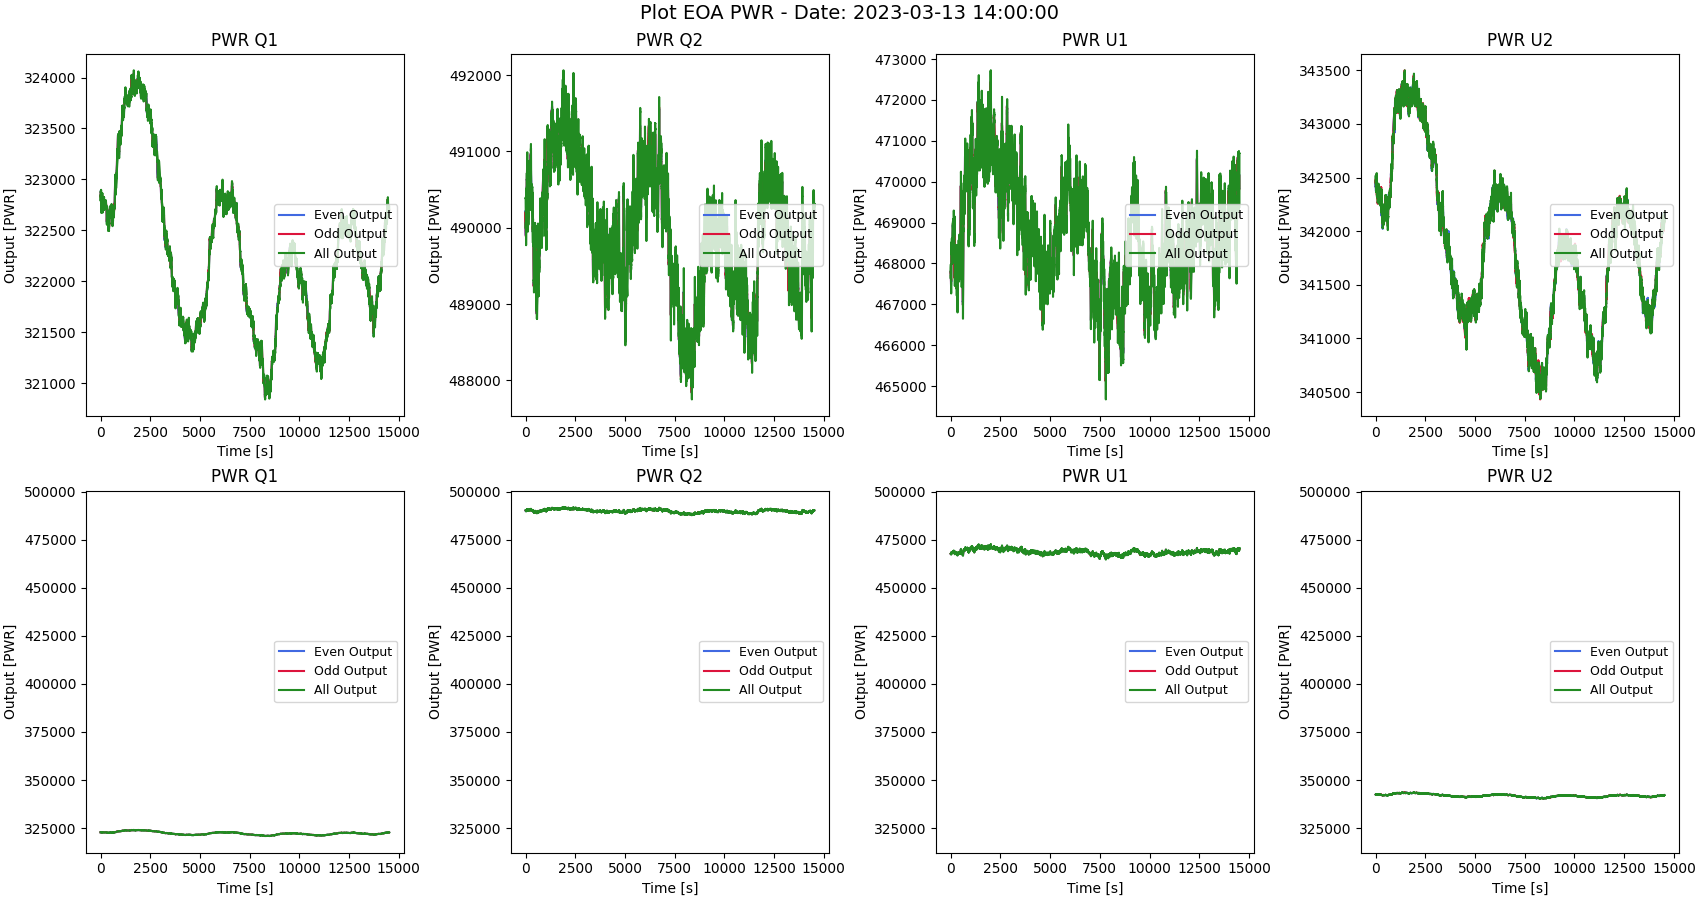 Plot EOA PWR - Date: 2023-03-13 14:00:00
PWR Q1
Output [PWR]
324000
323500
323000
322500
322000
321500
321000
0 2500 5000 7500 10000 12500 15000
Time [s]
Even Output
Odd Output
All Output
PWR Q2
Output [PWR]
492000
491000
490000
489000
488000
0 2500 5000 7500 10000 12500 15000
Time [s]
Even Output
Odd Output
All Output
PWR U1
Output [PWR]
473000
472000
471000
470000
469000
468000
467000
466000
465000
0 2500 5000 7500 10000 12500 15000
Time [s]
Even Output
Odd Output
All Output
PWR U2
Output [PWR]
343500
343000
342500
342000
341500
341000
340500
0 2500 5000 7500 10000 12500 15000
Time [s]
Even Output
Odd Output
All Output
PWR Q1
Output [PWR]
500000
475000
450000
425000
400000
375000
350000
325000
0 2500 5000 7500 10000 12500 15000
Time [s]
Even Output
Odd Output
All Output
PWR Q2
Output [PWR]
500000
475000
450000
425000
400000
375000
350000
325000
0 2500 5000 7500 10000 12500 15000
Time [s]
Even Output
Odd Output
All Output
PWR U1
Output [PWR]
500000
475000
450000
425000
400000
375000
350000
325000
0 2500 5000 7500 10000 12500 15000
Time [s]
Even Output
Odd Output
All Output
PWR U2
Output [PWR]
500000
475000
450000
425000
400000
375000
350000
325000
0 2500 5000 7500 10000 12500 15000
Time [s]
Even Output
Odd Output
All Output